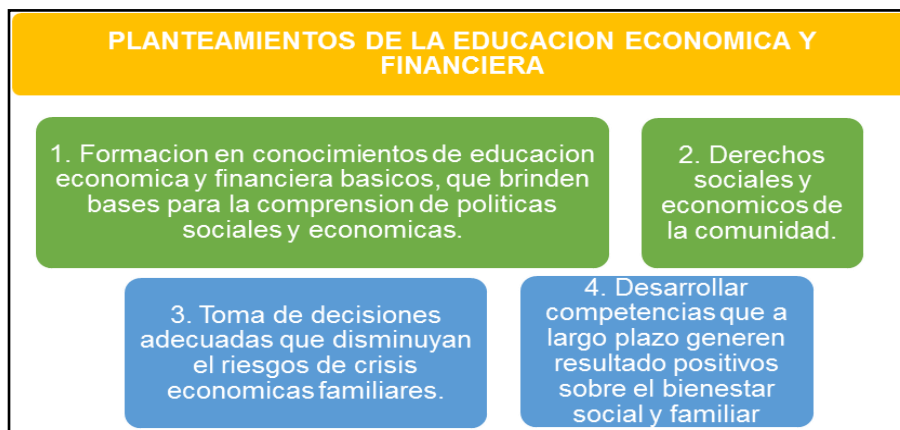 PLANTEAMIENTOS DE LA EDUCACION ECONOMICA Y
FINANCIERA
1. Formacion en conocimientos de educacion
economica y financiera basicos, que brinden
bases para la comprension de politicas
sociales y economicas.
2. Derechos
sociales y
economicos de
la comunidad.
3. Toma de decisiones
adecuadas que disminuyan
el riesgos de crisis
economicas familiares.
4. Desarrollar
competencias que a
largo plazo generen
resultado positivos
sobre el bienestar
social y familiar